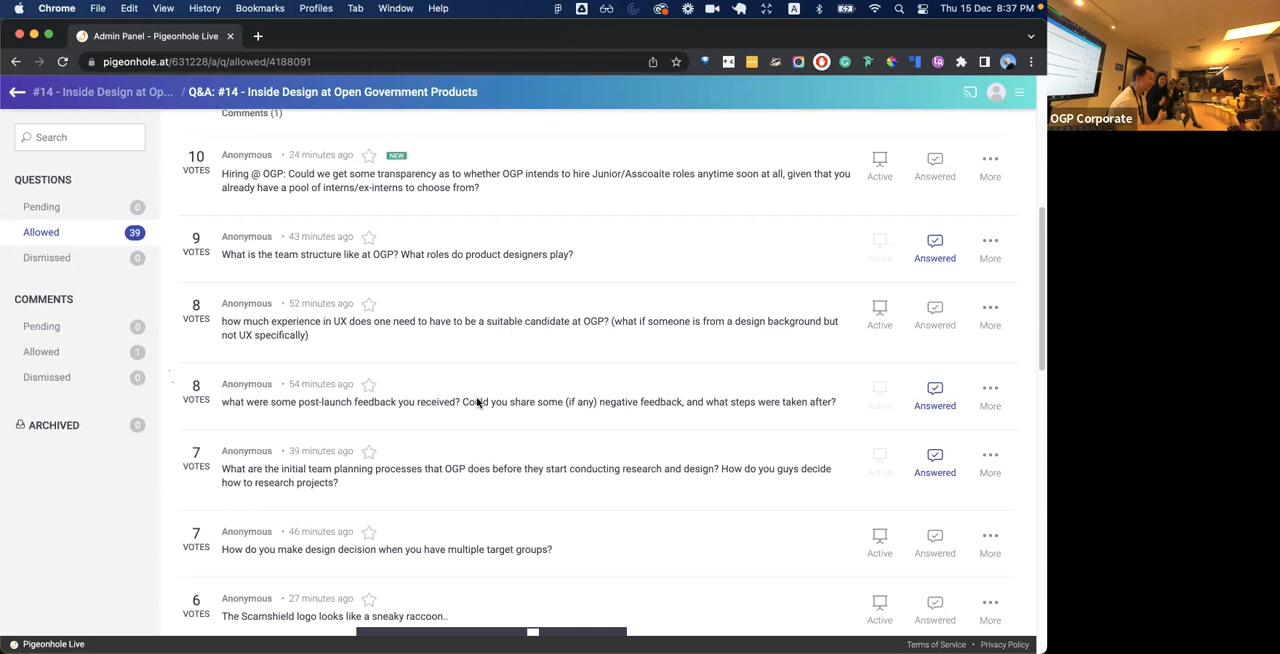 Chrome File Edit View History Bookmarks Profiles Tab Window Help Thu 15 Dec 8:37 PM
Admin Panel - Pigeonhole Live
pigeonhole.at/631228/a/q/allowed/4188091
#14 - Inside Design at Op... / Q&A: #14 - Inside Design at Open Government Products
OGP Corporate
Search
QUESTIONS
Pending 0
Allowed 39
Dismissed 0
COMMENTS
Pending 0
Allowed 1
Dismissed 0
ARCHIVED 0
Comments (1)
10 VOTES
Anonymous • 24 minutes ago NEW
Hiring @ OGP: Could we get some transparency as to whether OGP intends to hire Junior/Asscoaite roles anytime soon at all, given that you
already have a pool of interns/ex-interns to choose from?
Active Answered More
9 VOTES
Anonymous • 43 minutes ago
What is the team structure like at OGP? What roles do product designers play?
Active Answered More
8 VOTES
Anonymous • 52 minutes ago
how much experience in UX does one need to have to be a suitable candidate at OGP? (what if someone is from a design background but
not UX specifically)
Active Answered More
8 VOTES
Anonymous • 54 minutes ago
what were some post-launch feedback you received? Could you share some (if any) negative feedback, and what steps were taken after?
Active Answered More
7 VOTES
Anonymous • 39 minutes ago
What are the initial team planning processes that OGP does before they start conducting research and design? How do you guys decide
how to research projects?
Active Answered More
7 VOTES
Anonymous • 46 minutes ago
How do you make design decision when you have multiple target groups?
Active Answered More
6 VOTES
Anonymous • 27 minutes ago
The Scamshield logo looks like a sneaky raccoon..
Active Answered More
Pigeonhole Live
Terms of Service • Privacy Policy